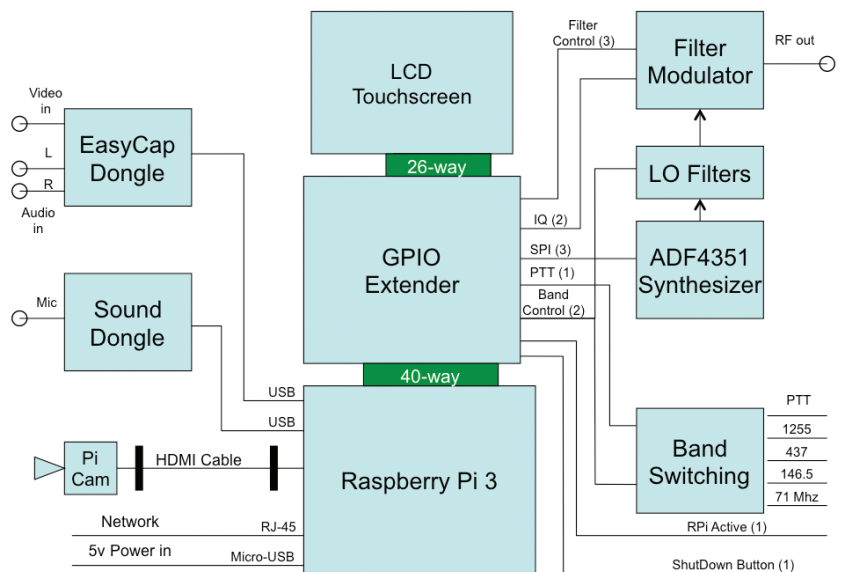 Filter
Control (3)
Filter
Modulator
RF out
LCD
Touchscreen
Video
in
EasyCap
Dongle
L
R
Audio
in
26-way
LO Filters
IQ (2)
GPIO
Extender
SPI (3)
ADF4351
Synthesizer
PTT (1)
Band
Control (2)
Mic
Sound
Dongle
40-way
USB
USB
PTT
1255
437
146.5
71 Mhz
Band
Switching
Pi
Cam
HDMI Cable
Raspberry Pi 3
Network
RJ-45
RPi Active (1)
5v Power in
Micro-USB
ShutDown Button (1)